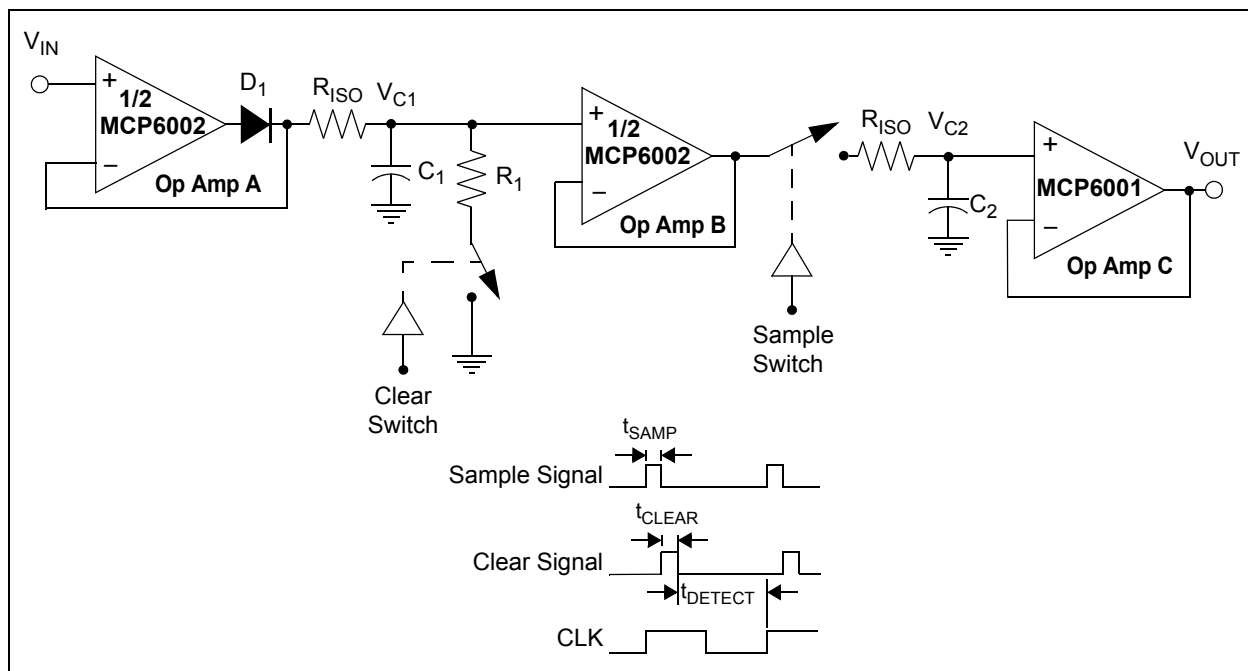 V_IN
+
1/2
MCP6002
−
Op Amp A
D_1
R_ISO
V_C1
C_1
R_1
Clear
Switch
+
1/2
MCP6002
−
Op Amp B
Sample
Switch
R_ISO
V_C2
C_2
+
MCP6001
−
Op Amp C
V_OUT
t_SAMP
Sample Signal
t_CLEAR
Clear Signal
t_DETECT
CLK